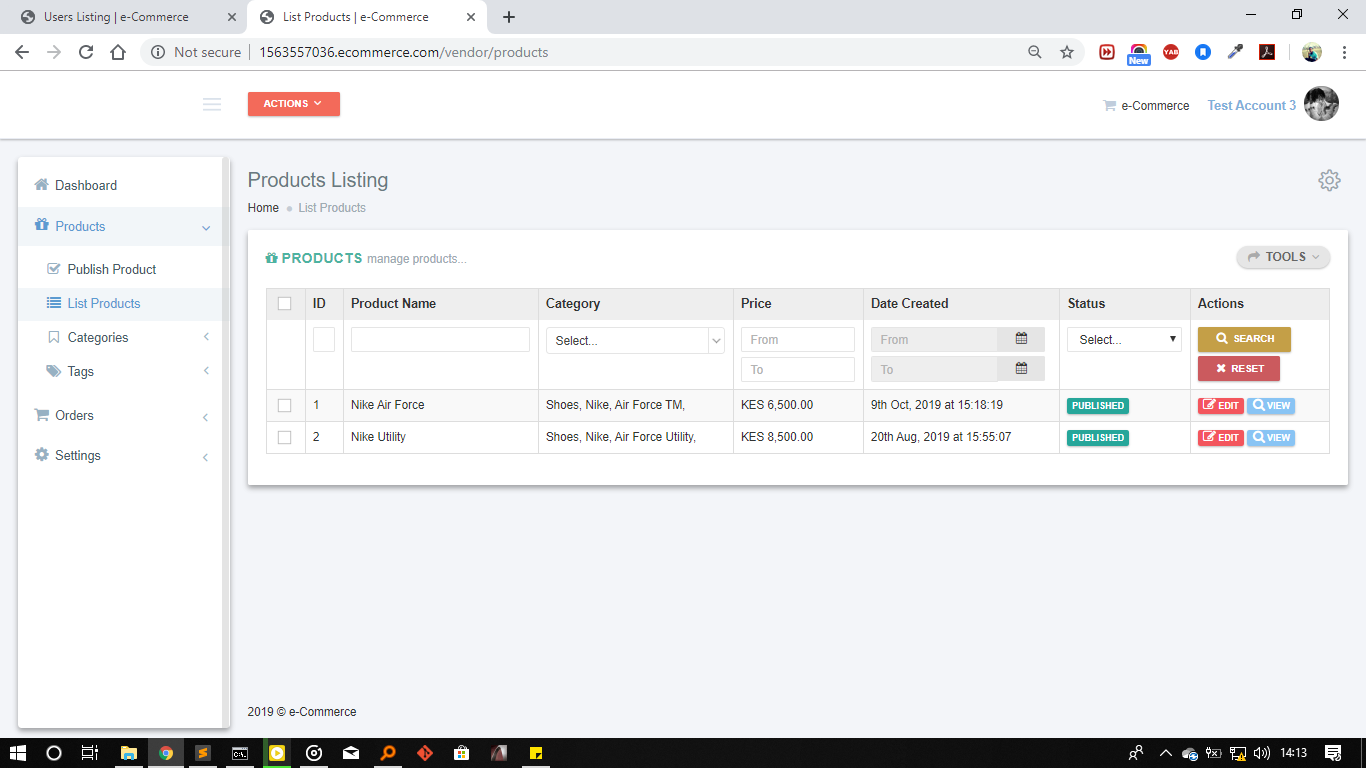 Users Listing | e-Commerce
List Products | e-Commerce
Not secure
1563557036.ecommerce.com/vendor/products
YAB
New
ACTIONS
e-Commerce
Test Account 3
Dashboard
Products
Publish Product
List Products
Categories
Tags
Orders
Settings
Products Listing
Home List Products
PRODUCTS manage products...
TOOLS
ID Product Name Category Price Date Created Status Actions
Select... From From Select... SEARCH
To To RESET
1 Nike Air Force Shoes, Nike, Air Force TM, KES 6,500.00 9th Oct, 2019 at 15:18:19 PUBLISHED EDIT VIEW
2 Nike Utility Shoes, Nike, Air Force Utility, KES 8,500.00 20th Aug, 2019 at 15:55:07 PUBLISHED EDIT VIEW
2019 © e-Commerce
14:13